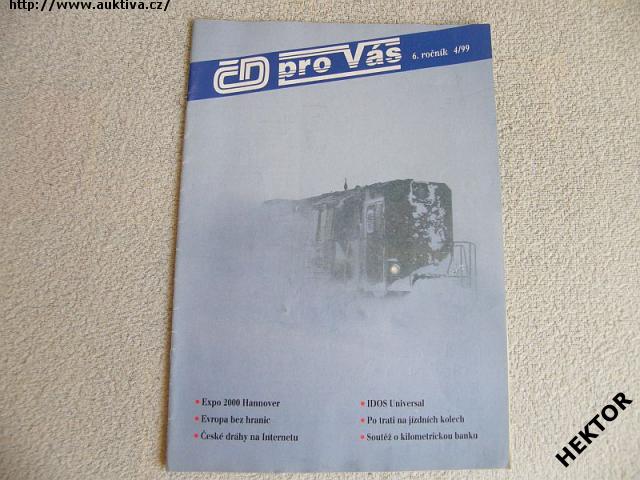 http://www.auktiva.cz/
ČD pro Vás 6. ročník 4/99
• Expo 2000 Hannover
• Evropa bez hranic
• České dráhy na Internetu
• IDOS Universal
• Po trati na jízdních kolech
• Soutěž o kilometrickou banku
HEKTOR